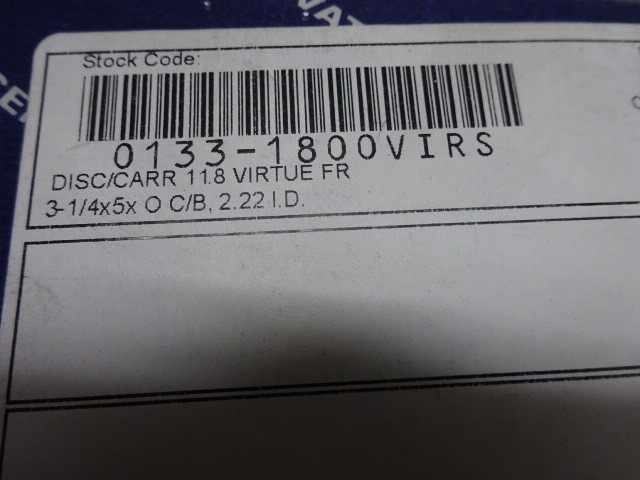 Stock Code:
0133-1800VIRS
DISC/CARR 11.8 VIRTUE FR
3-1/4x5x O C/B, 2.22 I.D.